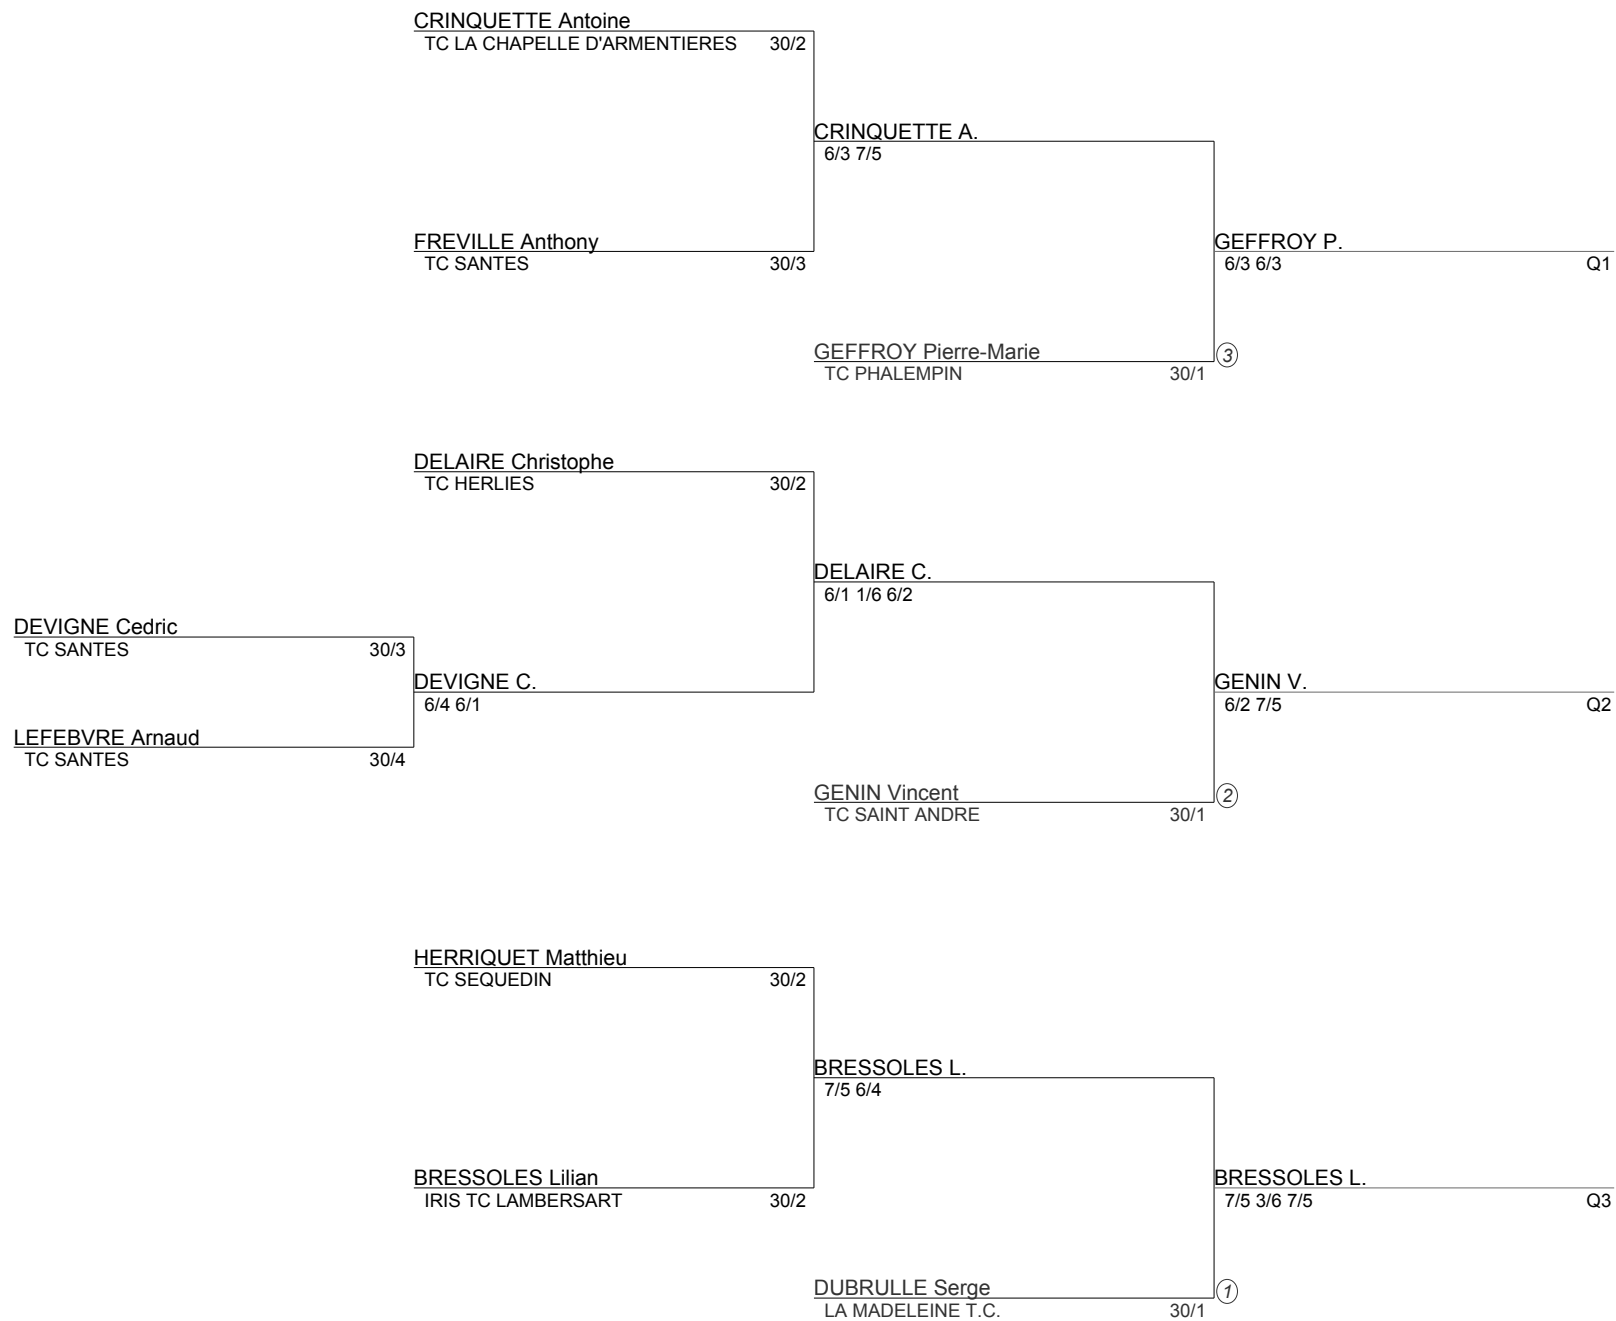 CRINQUETTE Antoine
TC LA CHAPELLE D'ARMENTIERES 30/2
CRINQUETTE A.
6/3 7/5
FREVILLE Anthony
TC SANTES 30/3
GEFFROY P.
6/3 6/3 Q1
GEFFROY Pierre-Marie 3
TC PHALEMPIN 30/1
DELAIRE Christophe
TC HERLIES 30/2
DELAIRE C.
6/1 1/6 6/2
DEVIGNE Cedric
TC SANTES 30/3
DEVIGNE C.
6/4 6/1
GENIN V.
6/2 7/5 Q2
LEFEBVRE Arnaud
TC SANTES 30/4
GENIN Vincent 2
TC SAINT ANDRE 30/1
HERRIQUET Matthieu
TC SEQUEDIN 30/2
BRESSOLES L.
7/5 6/4
BRESSOLES Lilian
IRIS TC LAMBERSART 30/2
BRESSOLES L.
7/5 3/6 7/5 Q3
DUBRULLE Serge 1
LA MADELEINE T.C. 30/1